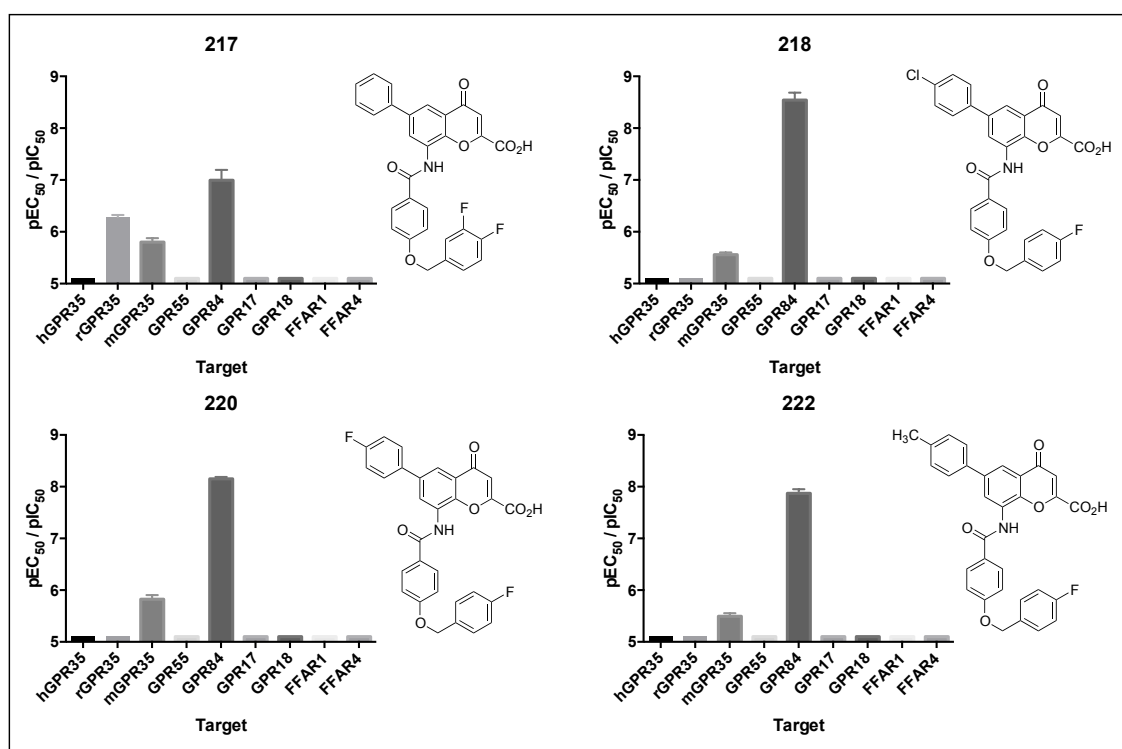 217
9
8
7
6
5
pEC50 / pIC50
hGPR35
rGPR35
mGPR35
GPR55
GPR84
GPR17
GPR18
FFAR1
FFAR4
Target
O
O
CO2H
O
NH
F
F
O
218
9
8
7
6
5
pEC50 / pIC50
hGPR35
rGPR35
mGPR35
GPR55
GPR84
GPR17
GPR18
FFAR1
FFAR4
Target
Cl
O
O
CO2H
O
NH
F
O
220
9
8
7
6
5
pEC50 / pIC50
hGPR35
rGPR35
mGPR35
GPR55
GPR84
GPR17
GPR18
FFAR1
FFAR4
Target
F
O
O
CO2H
O
NH
F
O
222
9
8
7
6
5
pEC50 / pIC50
hGPR35
rGPR35
mGPR35
GPR55
GPR84
GPR17
GPR18
FFAR1
FFAR4
Target
H3C
O
O
CO2H
O
NH
F
O